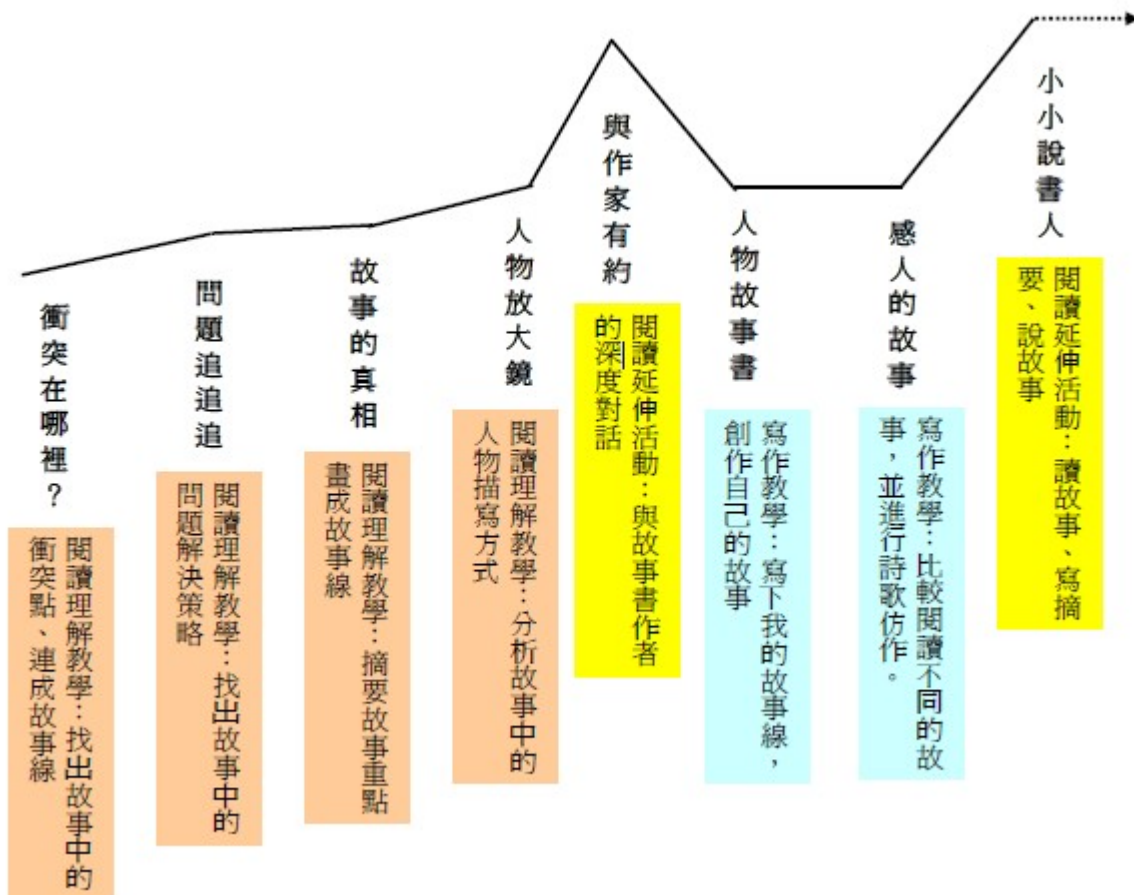 衝突在哪裡？
閱讀理解教學：找出故事中的
衝突點、連成故事線
問題追追追
閱讀理解教學：找出故事中的
問題解決策略
故事的真相
閱讀理解教學：摘要故事重點
畫成故事線
人物放大鏡
閱讀理解教學：分析故事中的
人物描寫方式
與作家有約
閱讀延伸活動：與故事書作者
的深度對話
人物故事書
寫作教學：寫下我的故事線，
創作自己的故事
感人的故事
寫作教學：比較閱讀不同的故
事，並進行詩歌仿作。
小小說書人
閱讀延伸活動：讀故事、寫摘
要、說故事